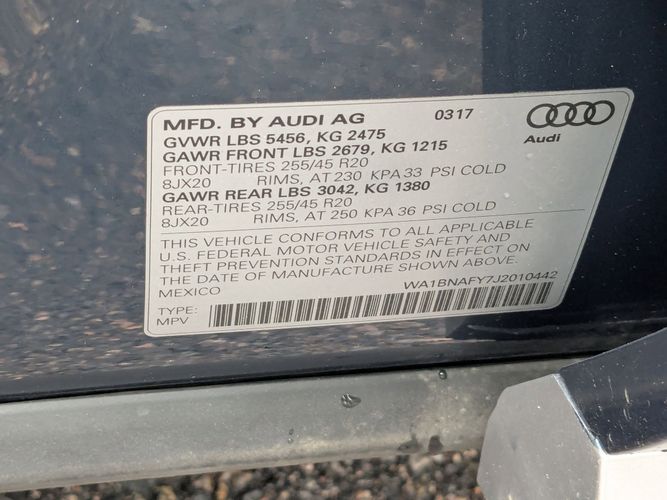 MFD. BY AUDI AG 0317
GVWR LBS 5456, KG 2475
GAWR FRONT LBS 2679, KG 1215
FRONT-TIRES 255/45 R20
8JX20 RIMS, AT 230 KPA 33 PSI COLD
GAWR REAR LBS 3042, KG 1380
REAR-TIRES 255/45 R20
8JX20 RIMS, AT 250 KPA 36 PSI COLD
Audi
THIS VEHICLE CONFORMS TO ALL APPLICABLE
U.S. FEDERAL MOTOR VEHICLE SAFETY AND
THEFT PREVENTION STANDARDS IN EFFECT ON
THE DATE OF MANUFACTURE SHOWN ABOVE.
MEXICO WA1BNAFY7J2010442
TYPE:
MPV